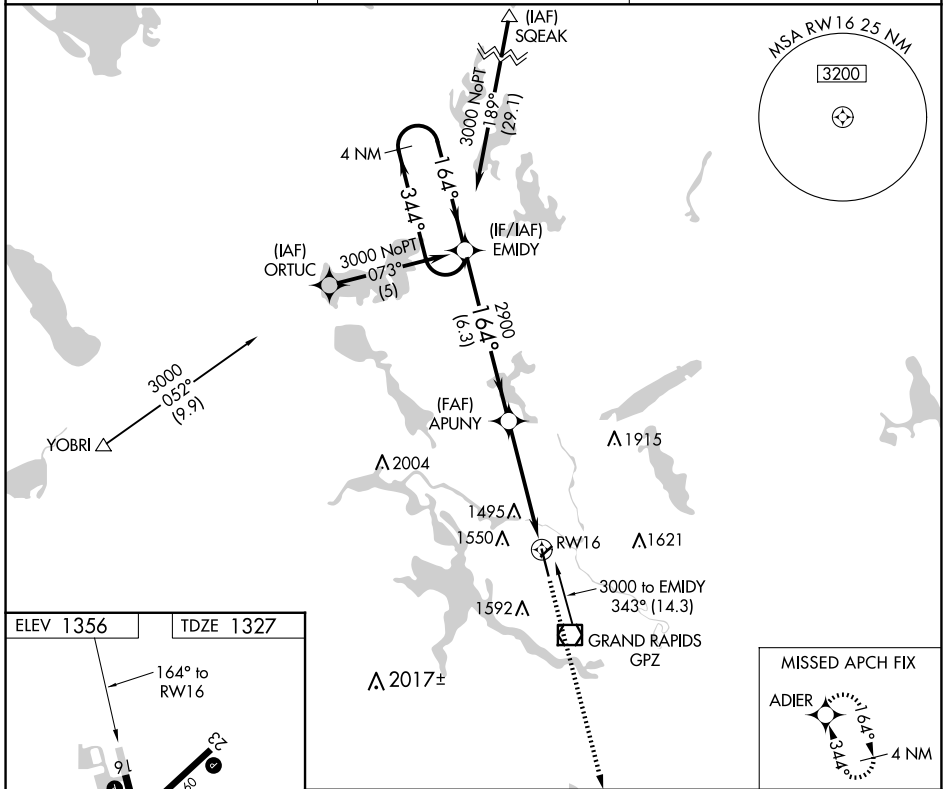 (IAF)
SQEAK
MSA RW16 25 NM
3200
3000 NoPT
189°
(29.1)
4 NM
164°
344°
(IF/IAF)
EMIDY
(IAF)
ORTUC
3000 NoPT
073°
(5)
2900
164°
(6.3)
3000
052°
(9.9)
YOBRI
(FAF)
APUNY
1915
2004
1495
1550
RW16
1621
3000 to EMIDY
343° (14.3)
1592
GRAND RAPIDS
GPZ
2017±
ELEV 1356
TDZE 1327
164° to
RW16
16
23
P
60
MISSED APCH FIX
ADIER
164°
344°
4 NM